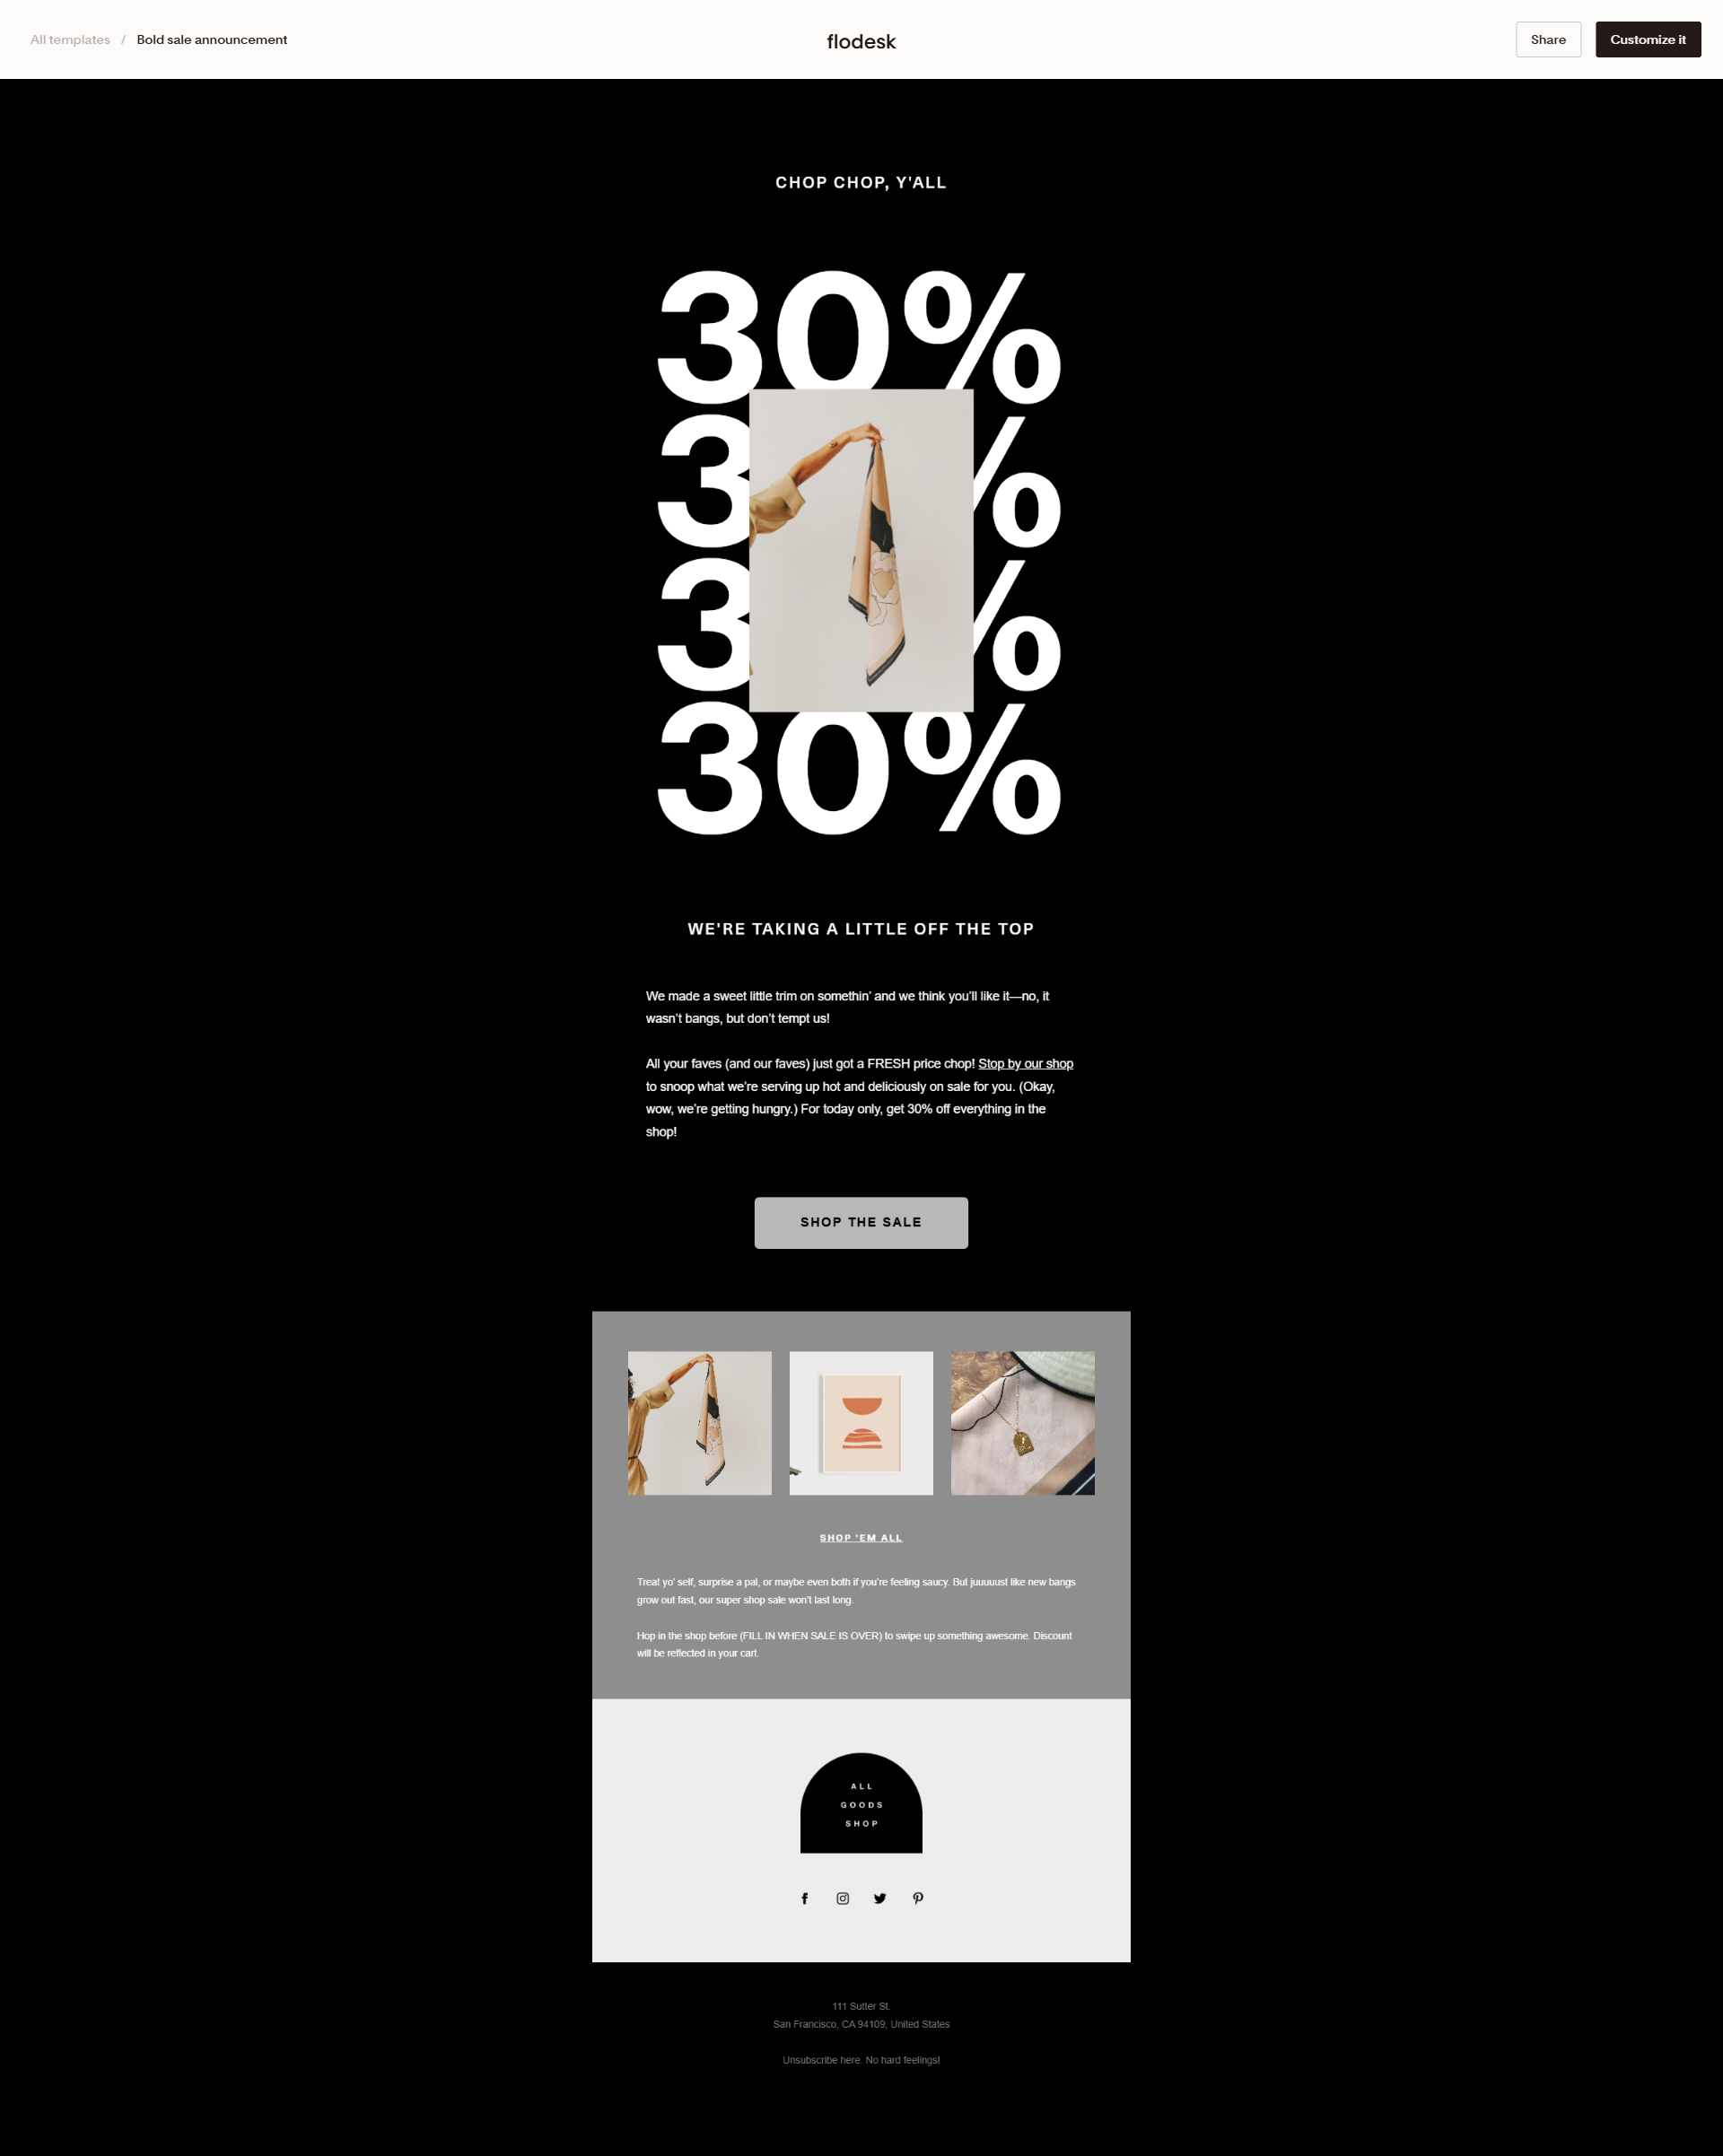 All templates / Bold sale announcement
flodesk
Share
Customize it
CHOP CHOP, Y'ALL
30%
3 %
3 %
30%
WE'RE TAKING A LITTLE OFF THE TOP
We made a sweet little trim on somethin' and we think you'll like it—no, it
wasn't bangs, but don't tempt us!
All your faves (and our faves) just got a FRESH price chop! Stop by our shop
to snoop what we're serving up hot and deliciously on sale for you. (Okay,
wow, we're getting hungry.) For today only, get 30% off everything in the
shop!
SHOP THE SALE
SHOP 'EM ALL
Treat yo' self, surprise a pal, or maybe even both if you're feeling saucy. But juuuuust like new bangs
grow out fast, our super shop sale won't last long.
Hop in the shop before (FILL IN WHEN SALE IS OVER) to swipe up something awesome. Discount
will be reflected in your cart.
ALL
GOODS
SHOP
111 Sutter St.
San Francisco, CA 94109, United States
Unsubscribe here. No hard feelings!